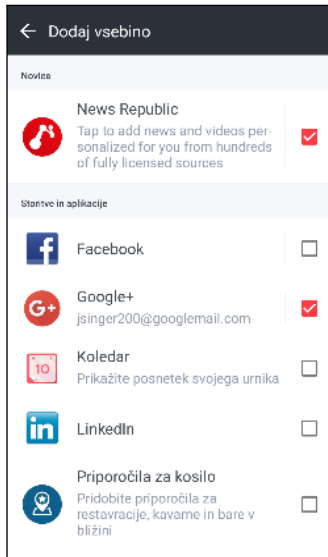 Dodaj vsebino
Novice
News Republic
Tap to add news and videos per-
sonalized for you from hundreds
of fully licensed sources
Storitve in aplikacije
Facebook
Google+
jsinger200@googlemail.com
10
Koledar
Prikažite posnetek svojega urnika
LinkedIn
Priporočila za kosilo
Pridobite priporočila za
restavracije, kavarne in bare v
bližini